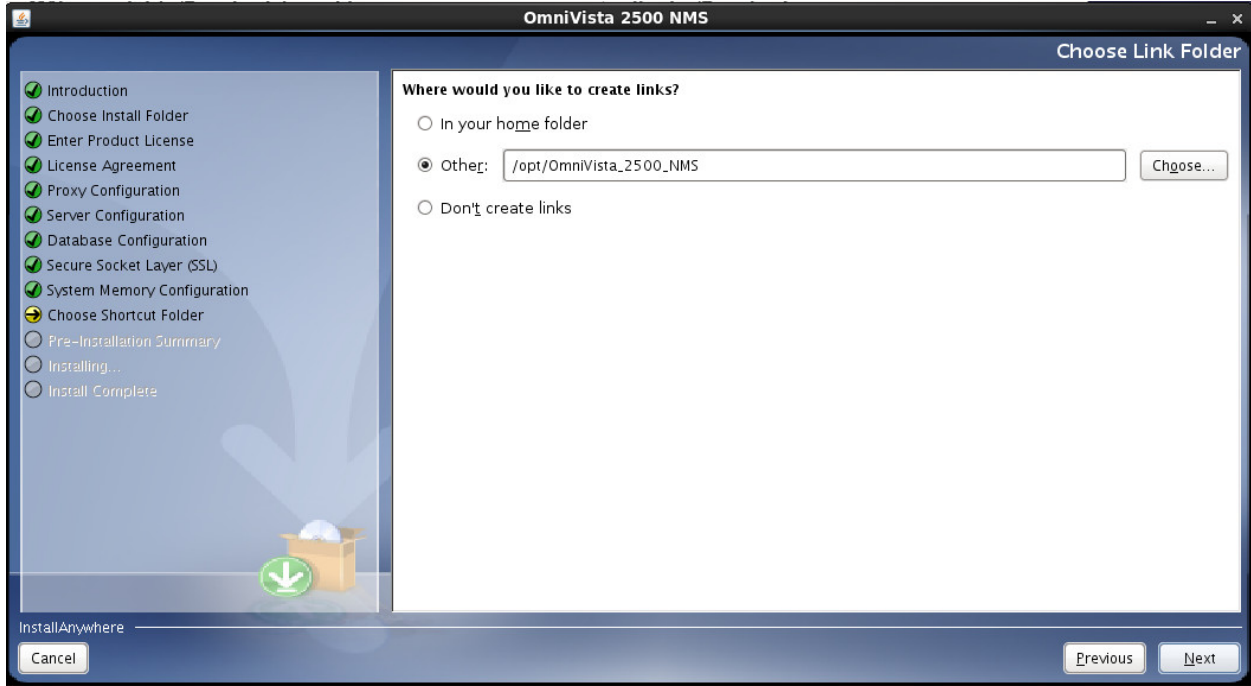 OmniVista 2500 NMS
Choose Link Folder
Introduction
Choose Install Folder
Enter Product License
License Agreement
Proxy Configuration
Server Configuration
Database Configuration
Secure Socket Layer (SSL)
System Memory Configuration
Choose Shortcut Folder
Pre-Installation Summary
Installing...
Install Complete
Where would you like to create links?
In your home folder
Other: /opt/OmniVista_2500_NMS Choose...
Don't create links
InstallAnywhere
Cancel Previous Next